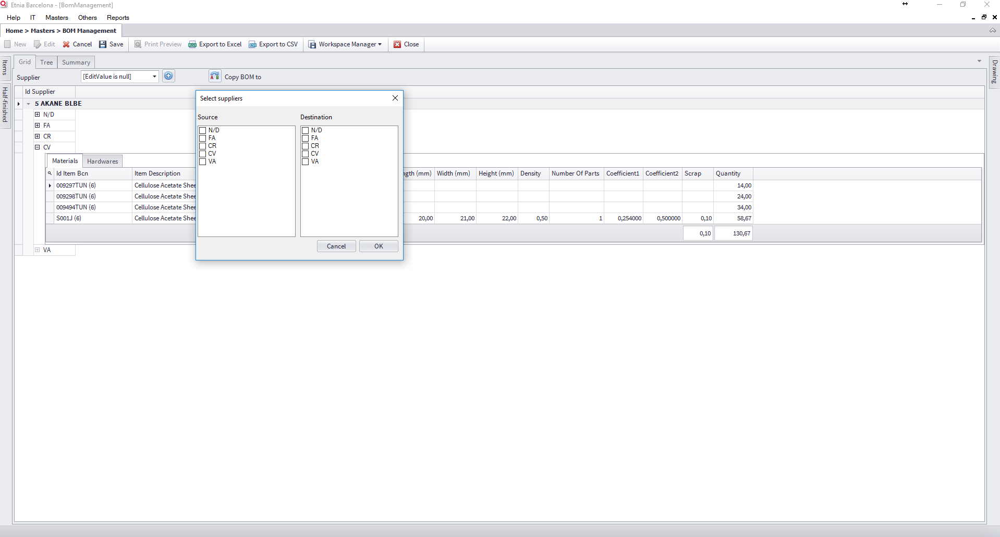 Etnia Barcelona - [BomManagement]
Help IT Masters Others Reports
Home > Masters > BOM Management
New Edit Cancel Save Print Preview Export to Excel Export to CSV Workspace Manager Close
Items
Half-finished
Drawing
Grid Tree Summary
Supplier [EditValue is null] Copy BOM to
Id Supplier
5 AKANE BLBE
N/D
FA
CR
CV
Materials Hardwares
Id Item Bcn Item Description ngth (mm) Width (mm) Height (mm) Density Number Of Parts Coefficient1 Coefficient2 Scrap Quantity
009297TUN (6) Cellulose Acetate Shee 14,00
009298TUN (6) Cellulose Acetate Shee 24,00
009494TUN (6) Cellulose Acetate Shee 34,00
S001J (6) Cellulose Acetate Shee 20,00 21,00 22,00 0,50 1 0,254000 0,500000 0,10 58,67
0,10 130,67
VA
Select suppliers
Source Destination
N/D N/D
FA FA
CR CR
CV CV
VA VA
Cancel OK